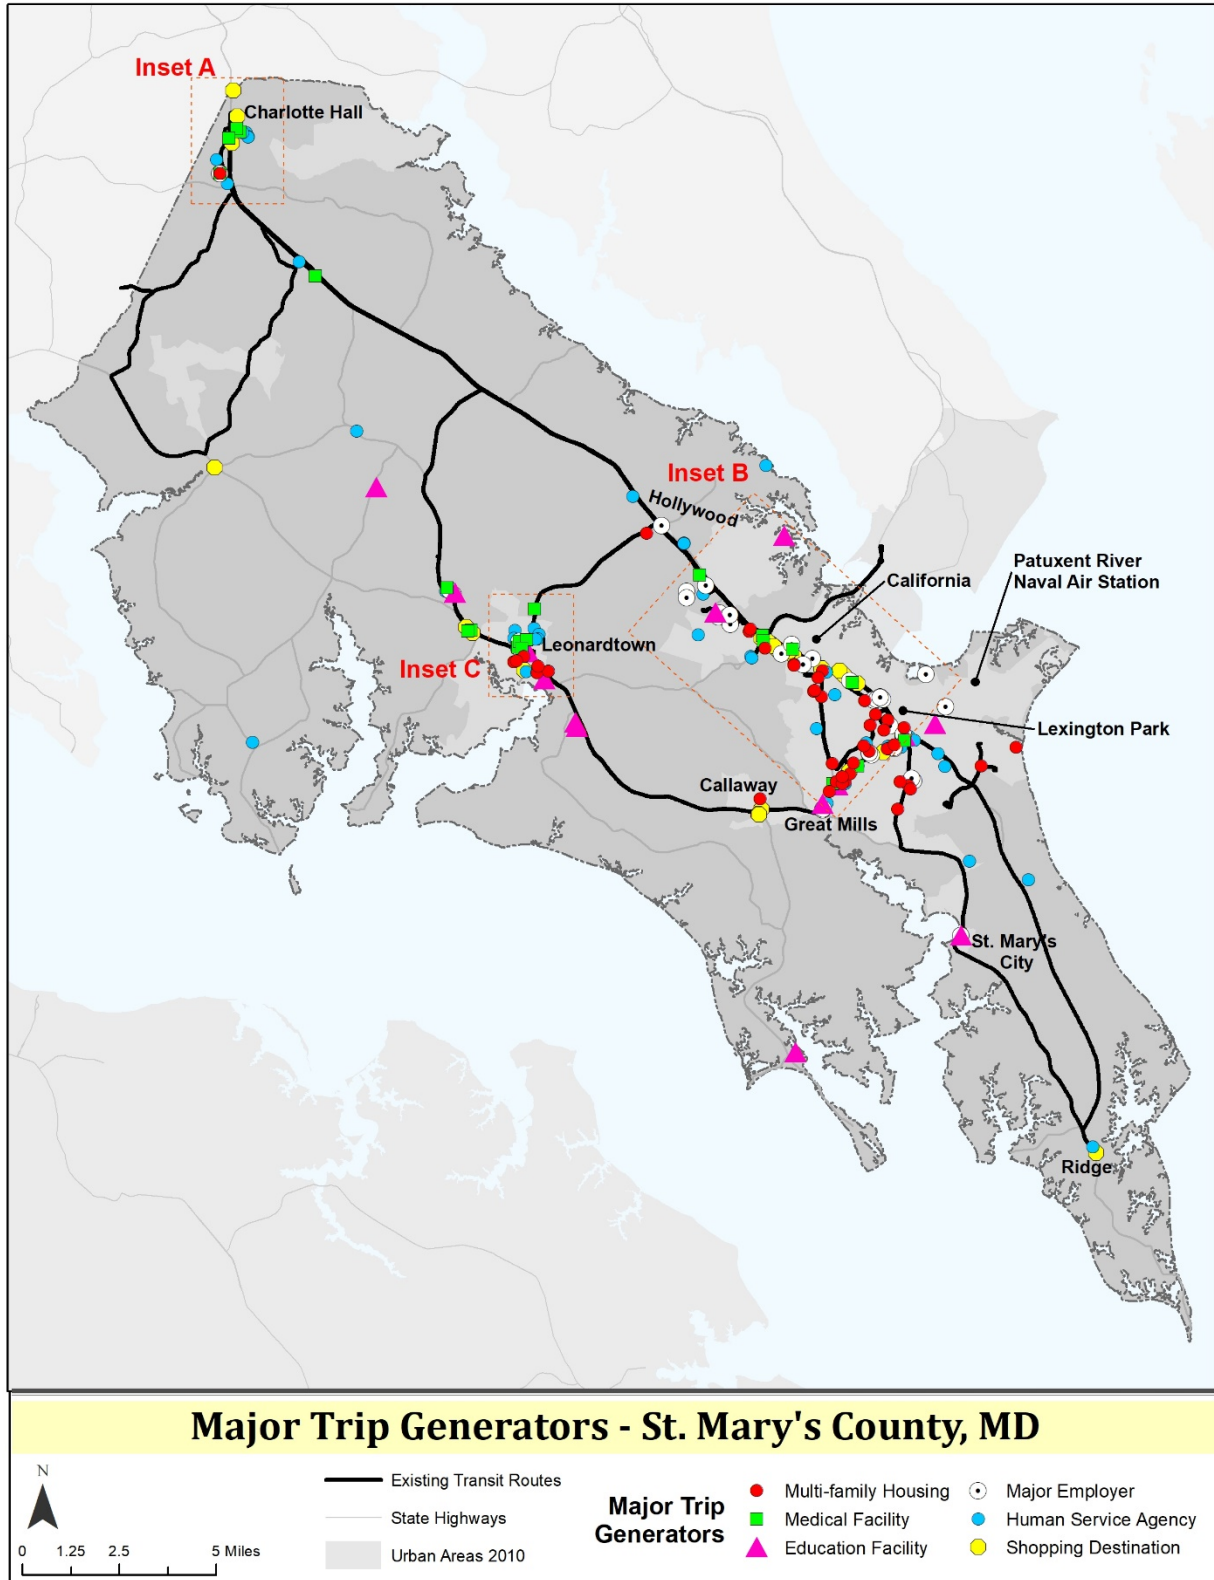 Inset A
Charlotte Hall
Inset B
Hollywood
Patuxent River
Naval Air Station
California
Leonardtown
Inset C
Lexington Park
Callaway
Great Mills
St. Mary's
City
Ridge
Major Trip Generators - St. Mary's County, MD
N
0 1.25 2.5 5 Miles
Existing Transit Routes
State Highways
Urban Areas 2010
Major Trip
Generators
Multi-family Housing
Medical Facility
Education Facility
Major Employer
Human Service Agency
Shopping Destination